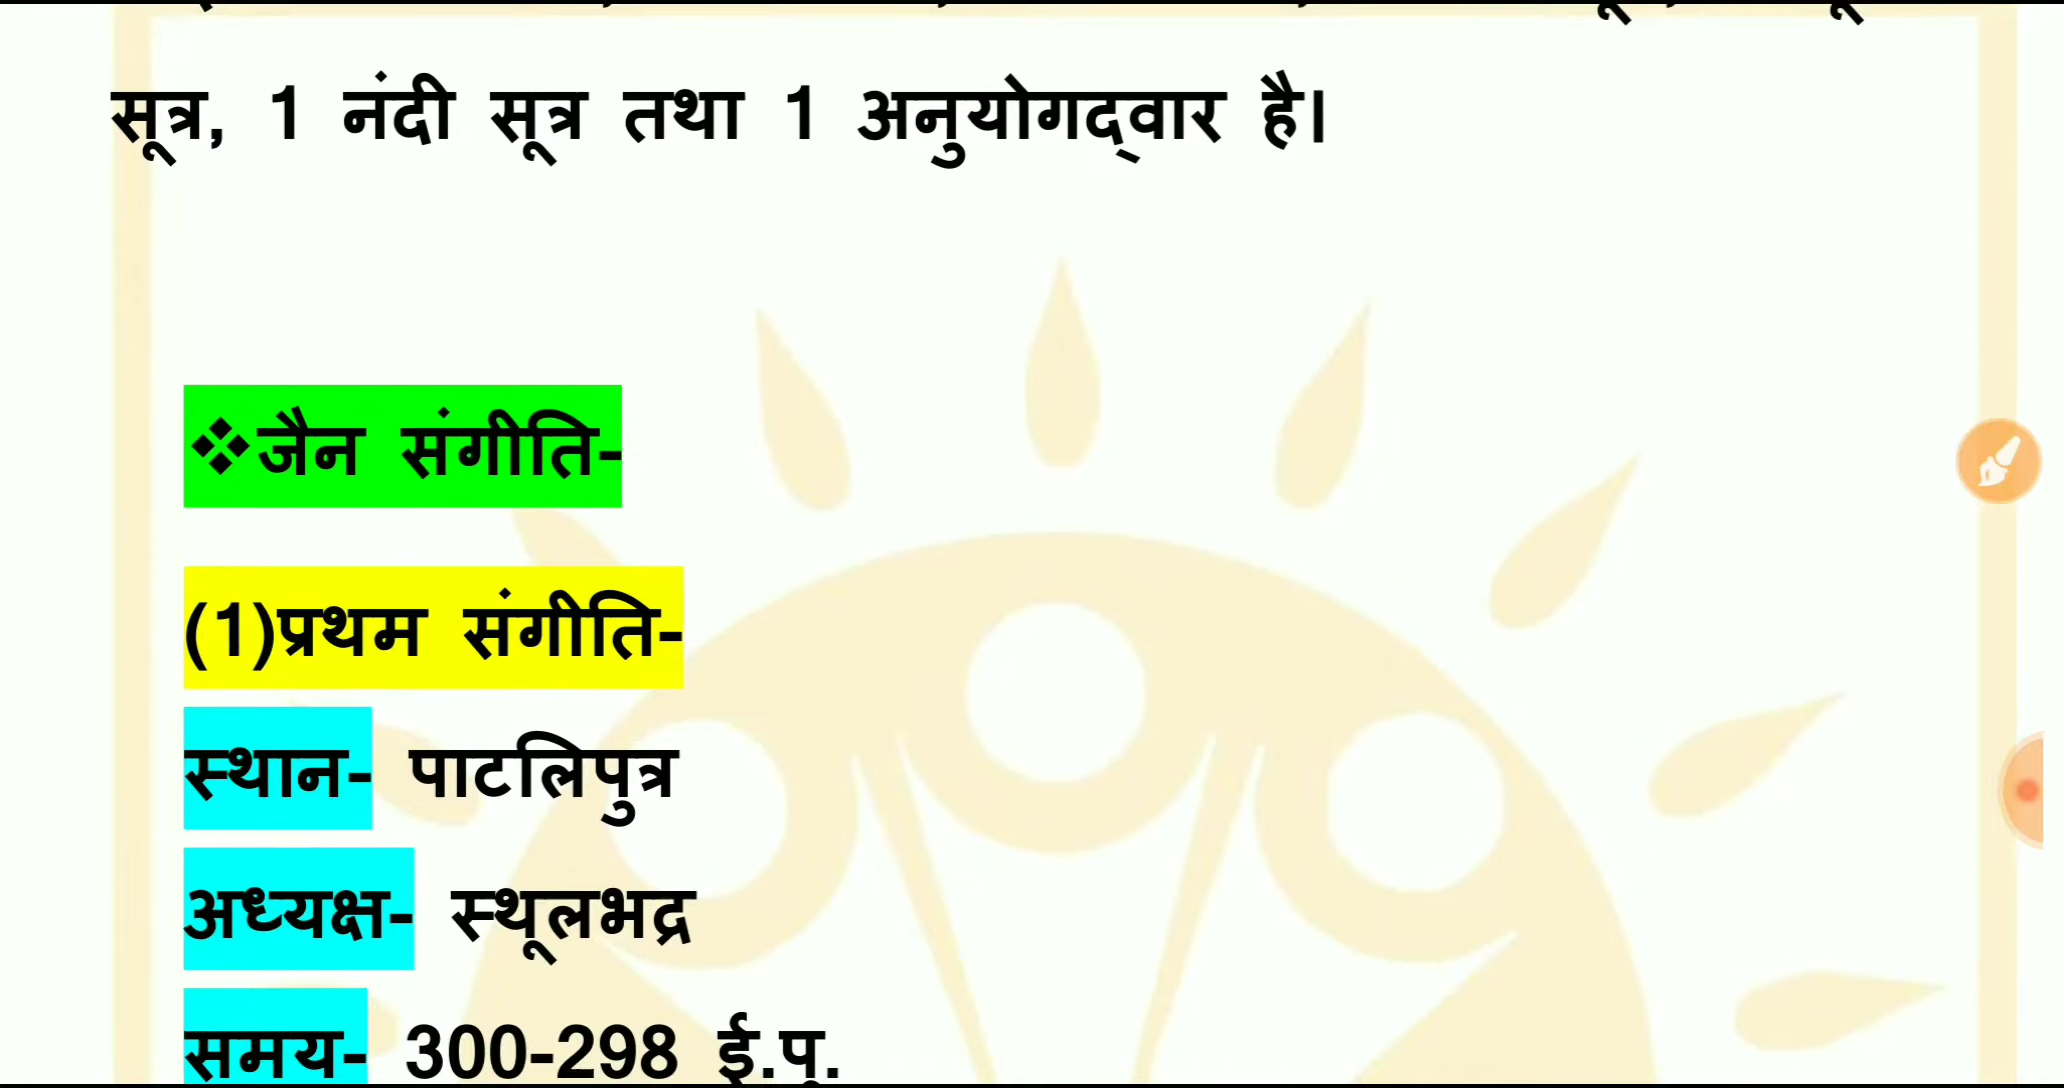 सूत्र, 1 नंदी सूत्र तथा 1 अनुयोगद्वार है।
❖जैन संगीति-
(1)प्रथम संगीति-
स्थान- पाटलिपुत्र
अध्यक्ष- स्थूलभद्र
समय- 300-298 ई.पू.